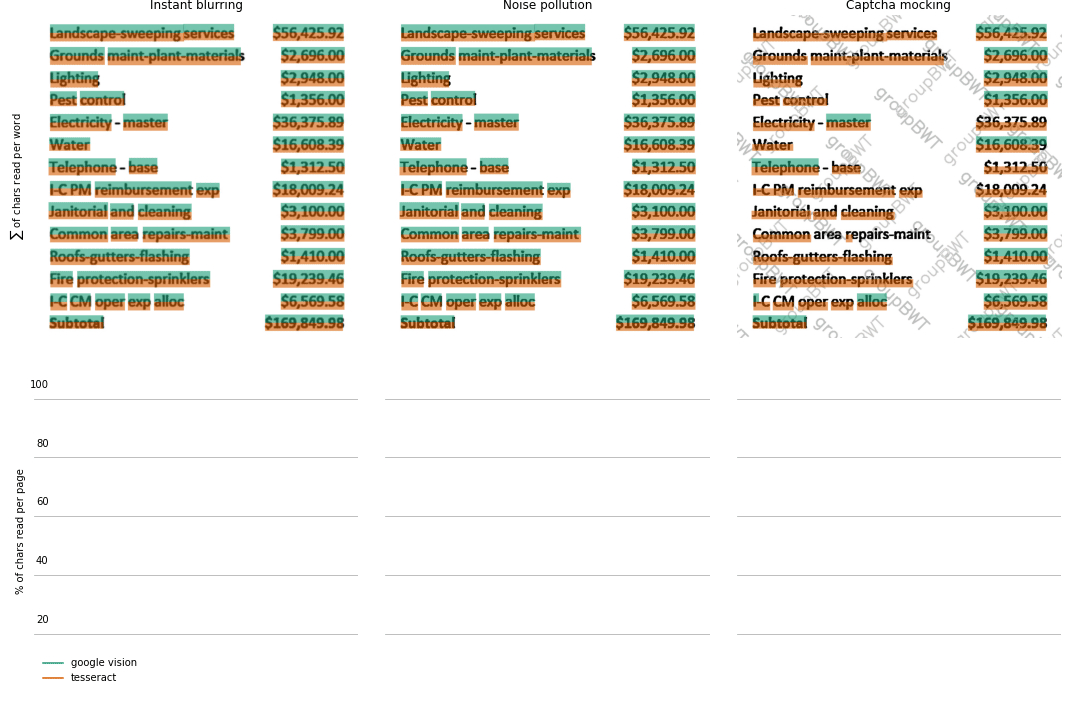 Instant blurring
Noise pollution
Captcha mocking
∑ of chars read per word
Landscape-sweeping services $56,425.92
Grounds maint-plant-materials $2,696.00
Lighting $2,948.00
Pest control $1,356.00
Electricity - master $36,375.89
Water $16,608.39
Telephone - base $1,312.50
I-C PM reimbursement exp $18,009.24
Janitorial and cleaning $3,100.00
Common area repairs-maint $3,799.00
Roofs-gutters-flashing $1,410.00
Fire protection-sprinklers $19,239.46
I-C CM oper exp alloc $6,569.58
Subtotal $169,849.98
Landscape-sweeping services $56,425.92
Grounds maint-plant-materials $2,696.00
Lighting $2,948.00
Pest control $1,356.00
Electricity - master $36,375.89
Water $16,608.39
Telephone - base $1,312.50
I-C PM reimbursement exp $18,009.24
Janitorial and cleaning $3,100.00
Common area repairs-maint $3,799.00
Roofs-gutters-flashing $1,410.00
Fire protection-sprinklers $19,239.46
I-C CM oper exp alloc $6,569.58
Subtotal $169,849.98
Landscape-sweeping services $56,425.92
Grounds maint-plant-materials $2,696.00
Lighting $2,948.00
Pest control $1,356.00
Electricity - master $36,375.89
Water $16,608.39
Telephone - base $1,312.50
I-C PM reimbursement exp $18,009.24
Janitorial and cleaning $3,100.00
Common area repairs-maint $3,799.00
Roofs-gutters-flashing $1,410.00
Fire protection-sprinklers $19,239.46
I-C CM oper exp alloc $6,569.58
Subtotal $169,849.98
groupBWT
groupBWT
groupBWT
groupBWT
% of chars read per page
100
80
60
40
20
google vision
tesseract